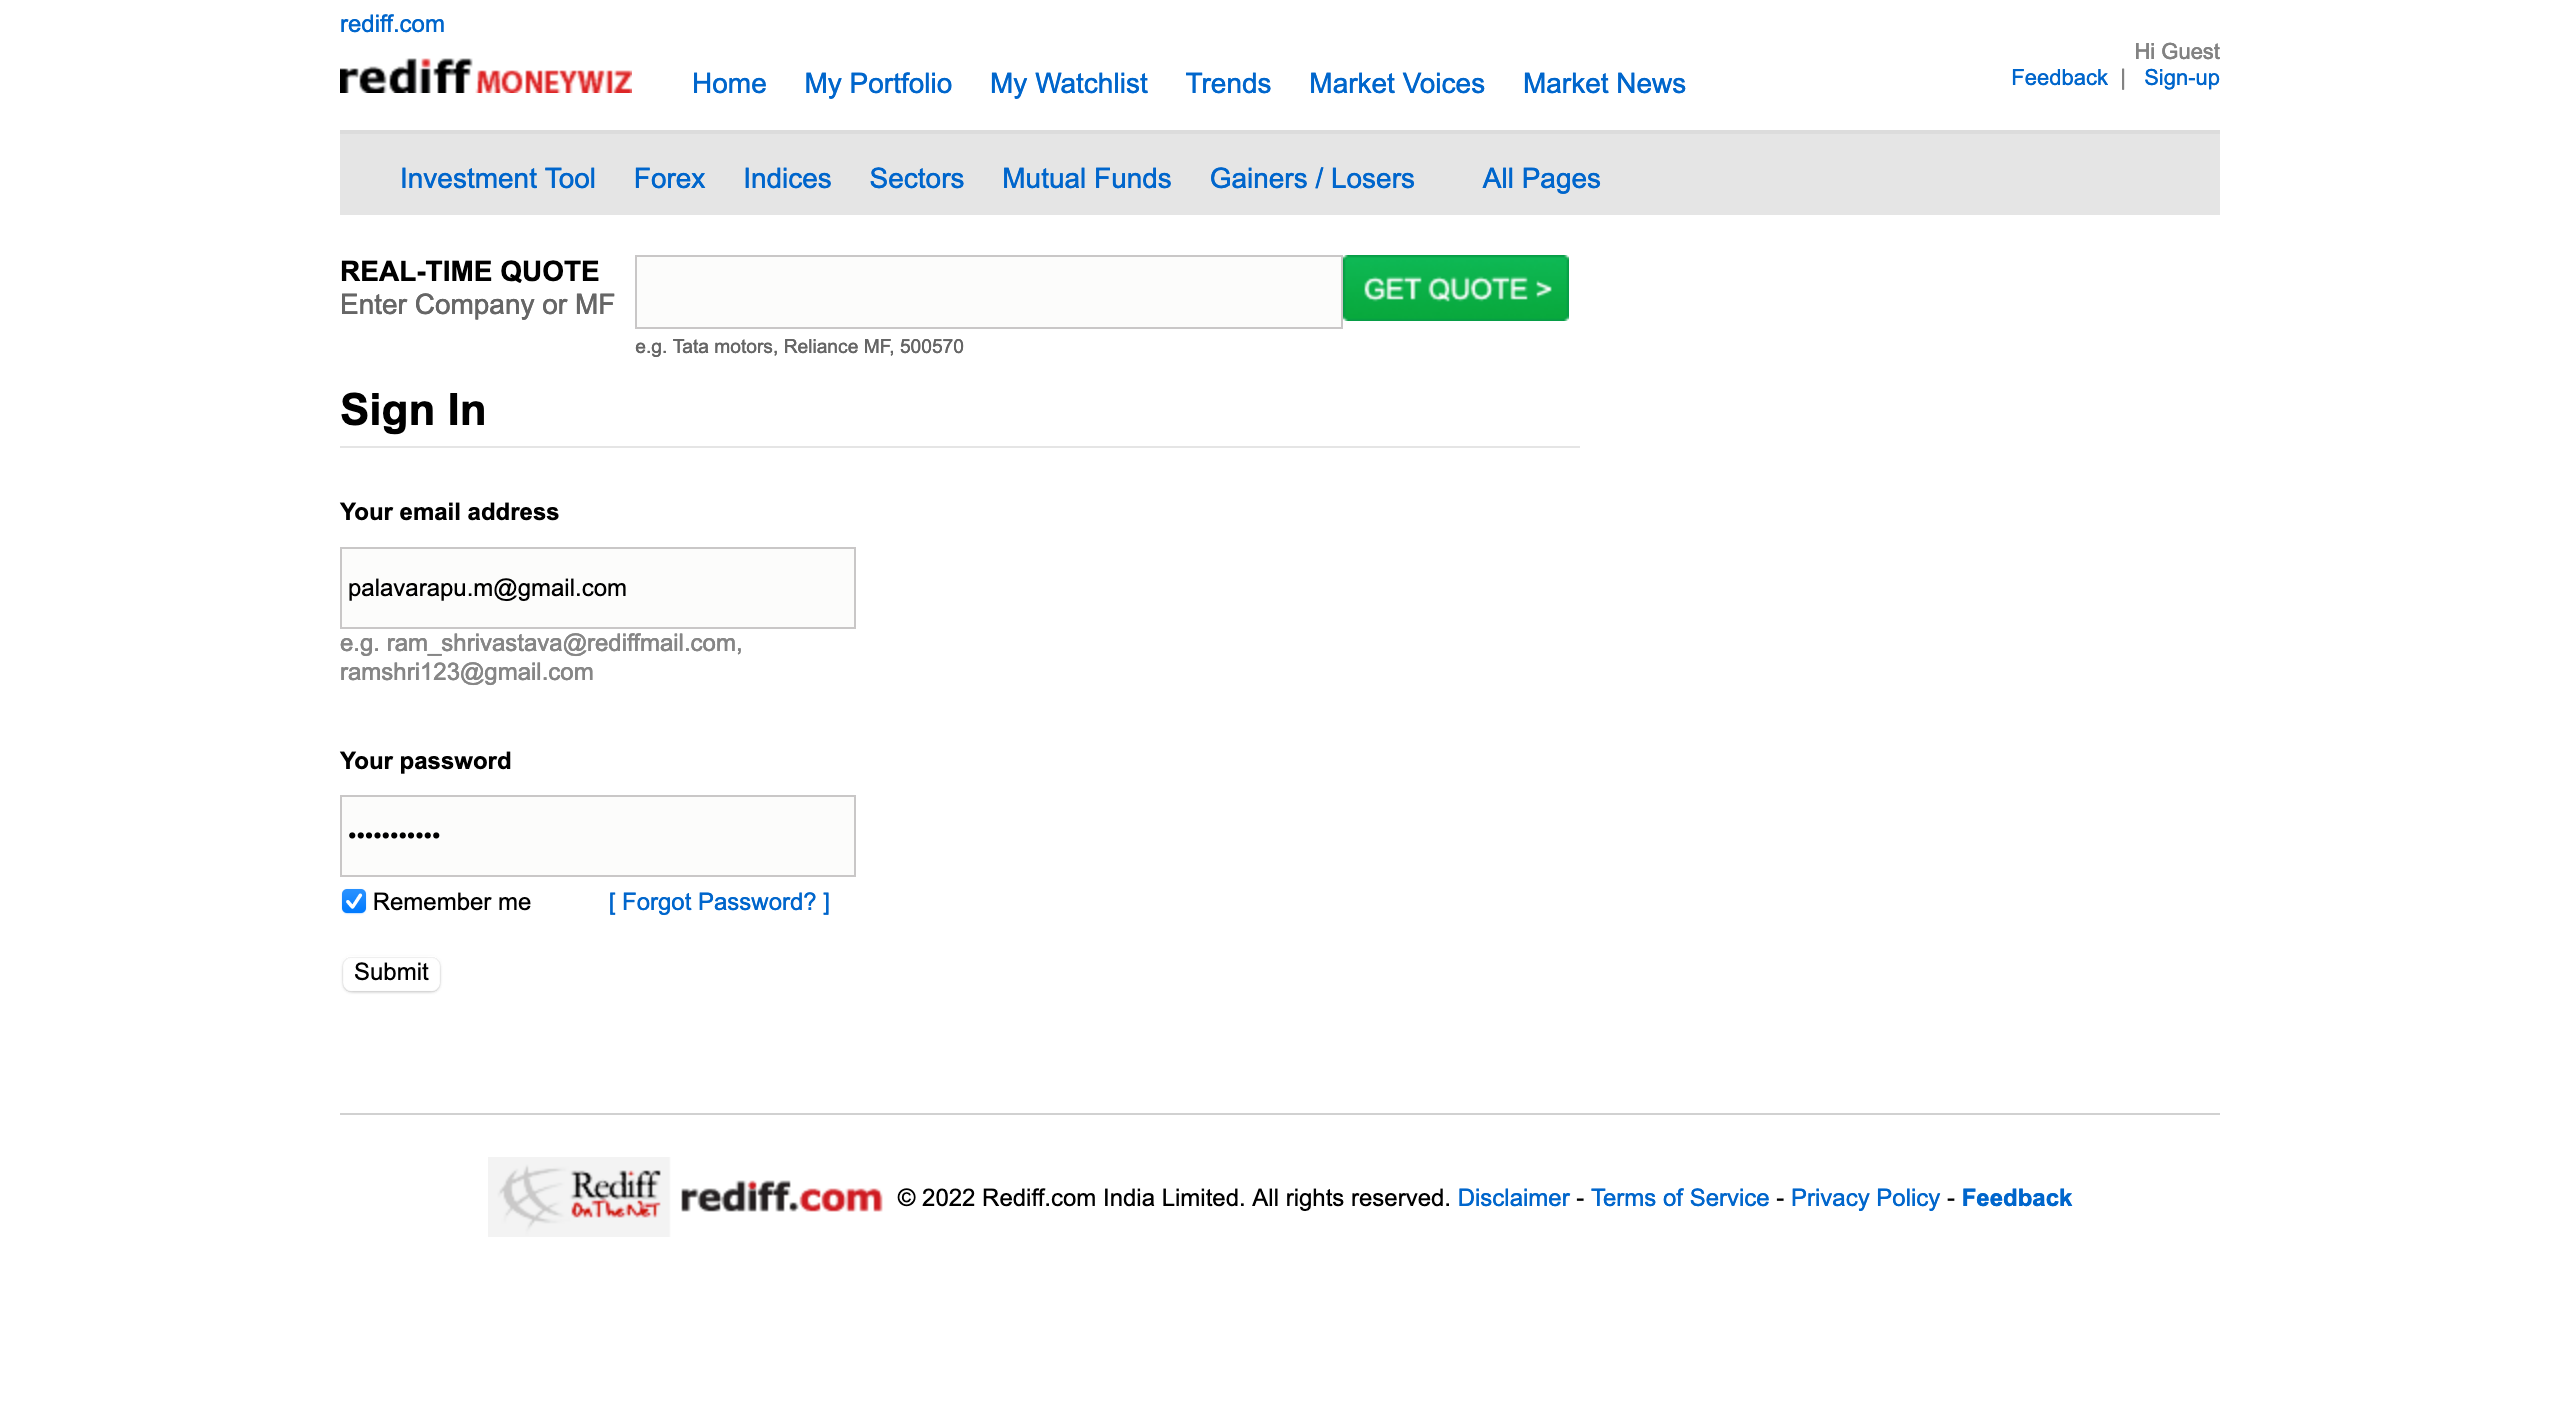 rediff.com
rediff MONEYWIZ Home My Portfolio My Watchlist Trends Market Voices Market News
Hi Guest
Feedback | Sign-up
Investment Tool Forex Indices Sectors Mutual Funds Gainers / Losers All Pages
REAL-TIME QUOTE
Enter Company or MF
GET QUOTE >
e.g. Tata motors, Reliance MF, 500570
Sign In
Your email address
palavarapu.m@gmail.com
e.g. ram_shrivastava@rediffmail.com,
ramshri123@gmail.com
Your password
•••••••••••
Remember me [ Forgot Password? ]
Submit
Rediff
On The NeT
rediff.com © 2022 Rediff.com India Limited. All rights reserved. Disclaimer - Terms of Service - Privacy Policy - Feedback